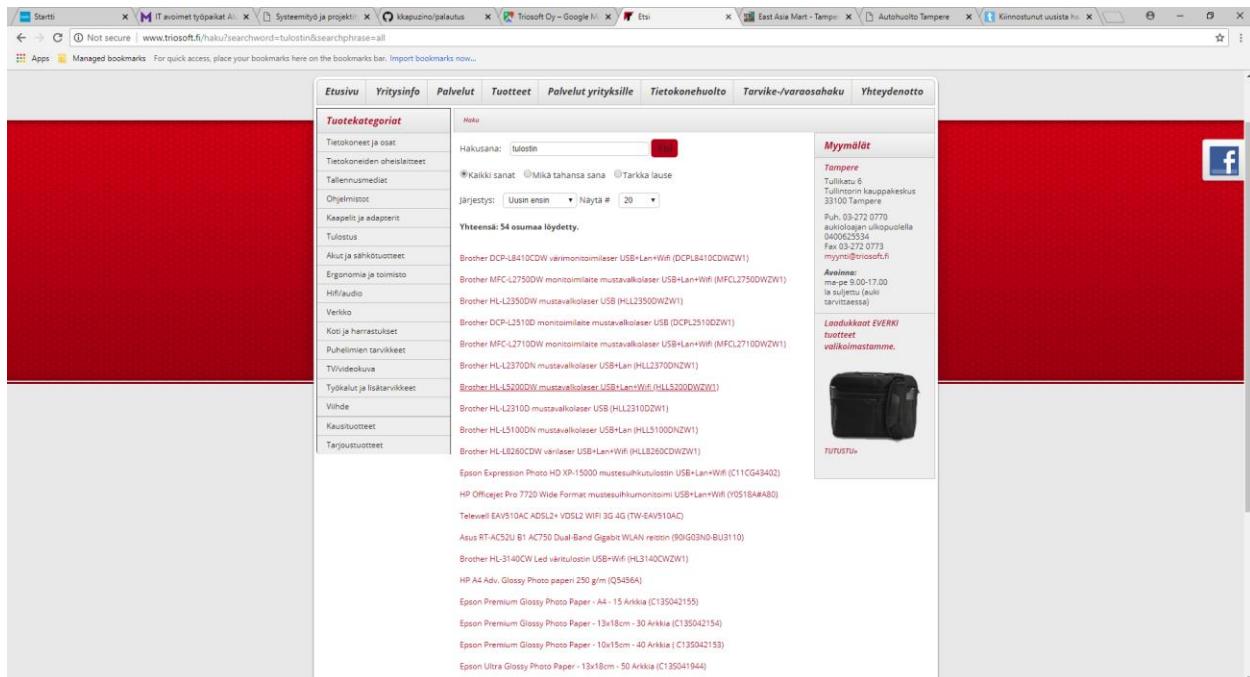 Startti
IT avoimet työpaikat Al
Systeemityö ja projektin
kkapuzino/palautus
Triosoft Oy – Google M
Etsi
East Asia Mart - Tampe
Autohuolto Tampere
Kiinnostunut uusista ha
Not secure | www.triosoft.fi/haku?searchword=tulostin&searchphrase=all
Apps Managed bookmarks For quick access, place your bookmarks here on the bookmarks bar. Import bookmarks now...
Etusivu Yritysinfo Palvelut Tuotteet Palvelut yrityksille Tietokonehuolto Tarvike-/varaosahaku Yhteydenotto
Tuotekategoriat
Tietokoneet ja osat
Tietokoneiden oheislaitteet
Tallennusmediat
Ohjelmistot
Kaapelit ja adapterit
Tulostus
Akut ja sähkötuotteet
Ergonomia ja toimisto
Hifi/audio
Verkko
Koti ja harrastukset
Puhelimien tarvikkeet
TV/videokuva
Työkalut ja lisätarvikkeet
Viihde
Kausituotteet
Tarjoustuotteet
Haku
Hakusana: tulostin
Kaikki sanat Mikä tahansa sana Tarkka lause
Järjestys: Uusin ensin Näytä # 20
Yhteensä: 54 osumaa löydetty.
Brother DCP-L8410CDW värimonitoimilaser USB+Lan+Wifi (DCPL8410CDWZW1)
Brother MFC-L2750DW monitoimilaite mustavalkolaser USB+Lan+Wifi (MFCL2750DWZW1)
Brother HL-L2350DW mustavalkolaser USB (HLL2350DWZW1)
Brother DCP-L2510D monitoimilaite mustavalkolaser USB (DCPL2510DZW1)
Brother MFC-L2710DW monitoimilaite mustavalkolaser USB+Lan+Wifi (MFCL2710DWZW1)
Brother HL-L2370DN mustavalkolaser USB+Lan (HLL2370DNZW1)
Brother HL-L5200DW mustavalkolaser USB+Lan+Wifi (HLL5200DWZW1)
Brother HL-L2310D mustavalkolaser USB (HLL2310DZW1)
Brother HL-L5100DN mustavalkolaser USB+Lan (HLL5100DNZW1)
Brother HL-L8260CDW värilaser USB+Lan+Wifi (HLL8260CDWZW1)
Epson Expression Photo HD XP-15000 mustesuihkutulostin USB+Lan+Wifi (C11CG43402)
HP Officejet Pro 7720 Wide Format mustesuihkumonitoimi USB+Lan+Wifi (Y0S18A#A80)
Telewell EAV510AC ADSL2+ VDSL2 WIFI 3G 4G (TW-EAV510AC)
Asus RT-AC52U B1 AC750 Dual-Band Gigabit WLAN reititin (90IG03N0-BU3110)
Brother HL-3140CW Led väritulostin USB+Wifi (HL3140CWZW1)
HP A4 Adv. Glossy Photo paperi 250 g/m (Q5456A)
Epson Premium Glossy Photo Paper - A4 - 15 Arkkia (C13S042155)
Epson Premium Glossy Photo Paper - 13x18cm - 30 Arkkia (C13S042154)
Epson Premium Glossy Photo Paper - 10x15cm - 40 Arkkia ( C13S042153)
Epson Ultra Glossy Photo Paper - 13x18cm - 50 Arkkia (C13S041944)
Myymälät
Tampere
Tullikatu 6
Tullintorin kauppakeskus
33100 Tampere
Puh. 03-272 0770
aukioloajan ulkopuolella
0400625534
Fax 03-272 0773
myynti@triosoft.fi
Avoinna:
ma-pe 9.00-17.00
la suljettu (auki
tarvittaessa)
Laadukkaat EVERKI
tuotteet
valikoimastamme.
TUTUSTU»